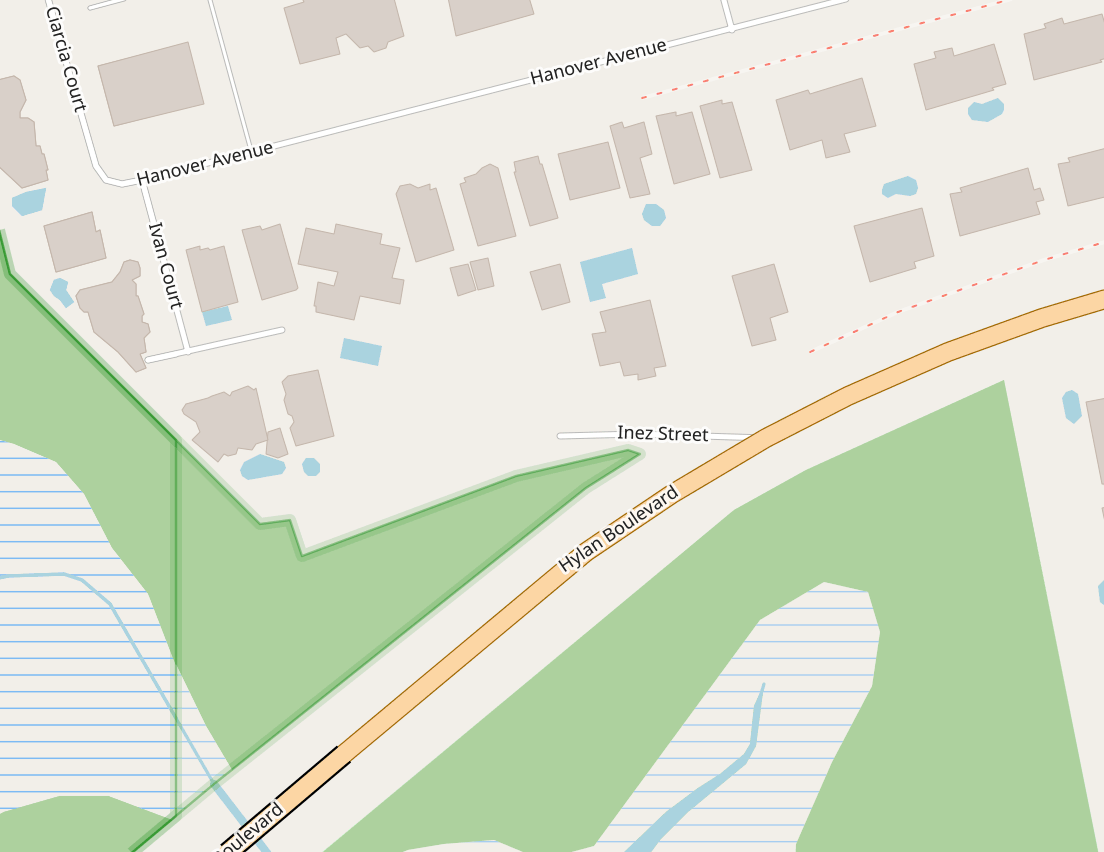 Ciarcia Court
Hanover Avenue
Hanover Avenue
Ivan Court
Inez Street
Hylan Boulevard
Boulevard